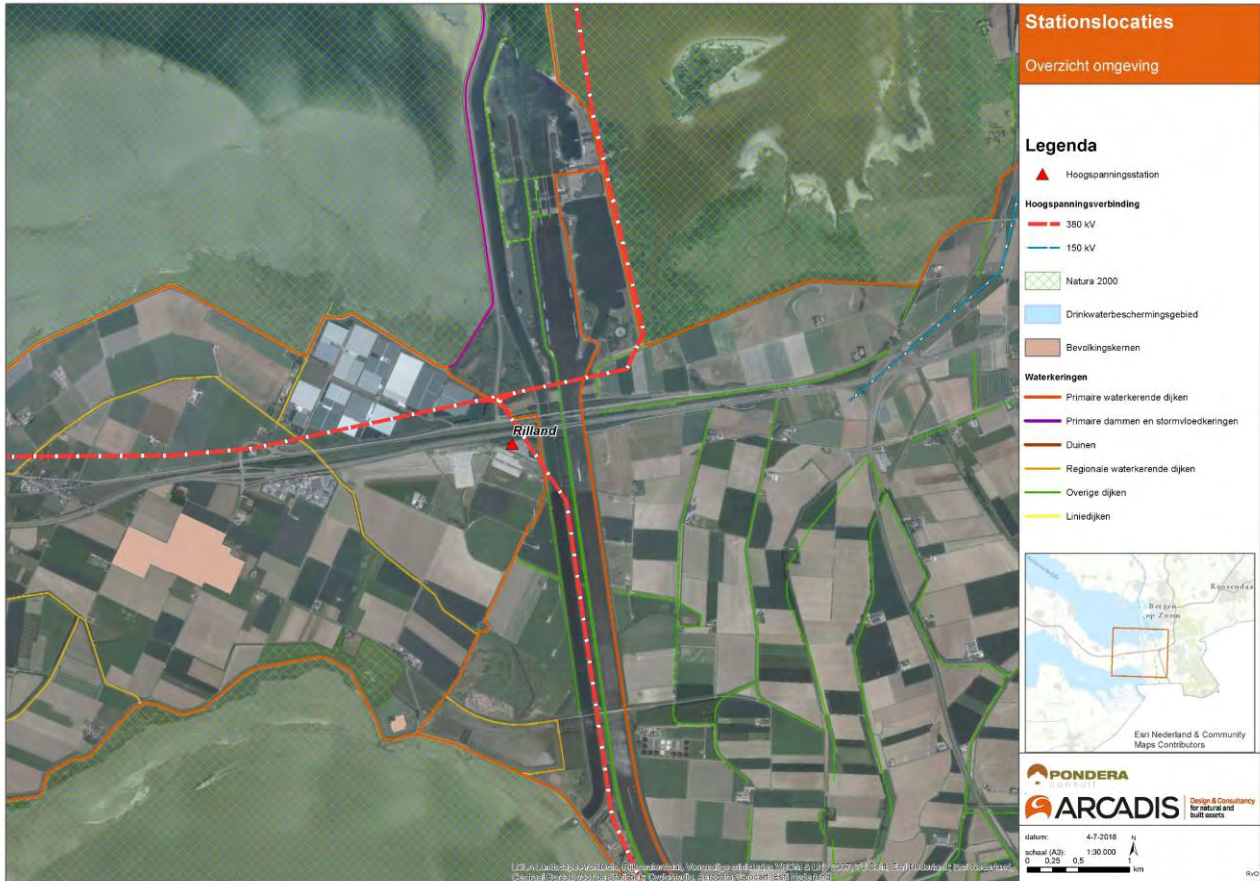 Stationslocaties
Overzicht omgeving
Legenda
Hoogspanningsstation
Hoogspanningsverbinding
380 kV
150 kV
Natura 2000
Drinkwaterbeschermingsgebied
Bevolkingskernen
Waterkeringen
Primaire waterkerende dijken
Primaire dammen en stormvloedkeringen
Duinen
Regionale waterkerende dijken
Overige dijken
Liniedijken
Rilland
Roosendaa
Bergen
op Zoom
Esri Nederland & Community
Maps Contributors
PONDERA
consult
ARCADIS
Design & Consultancy
for natural and
built assets
datum: 4-7-2018
N
schaal (A3): 1:30.000
0 0,25 0,5 1
km